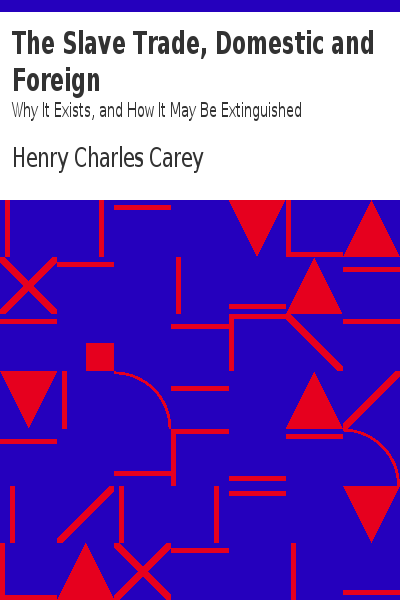 The Slave Trade, Domestic and
Foreign
Why It Exists, and How It May Be Extinguished
Henry Charles Carey